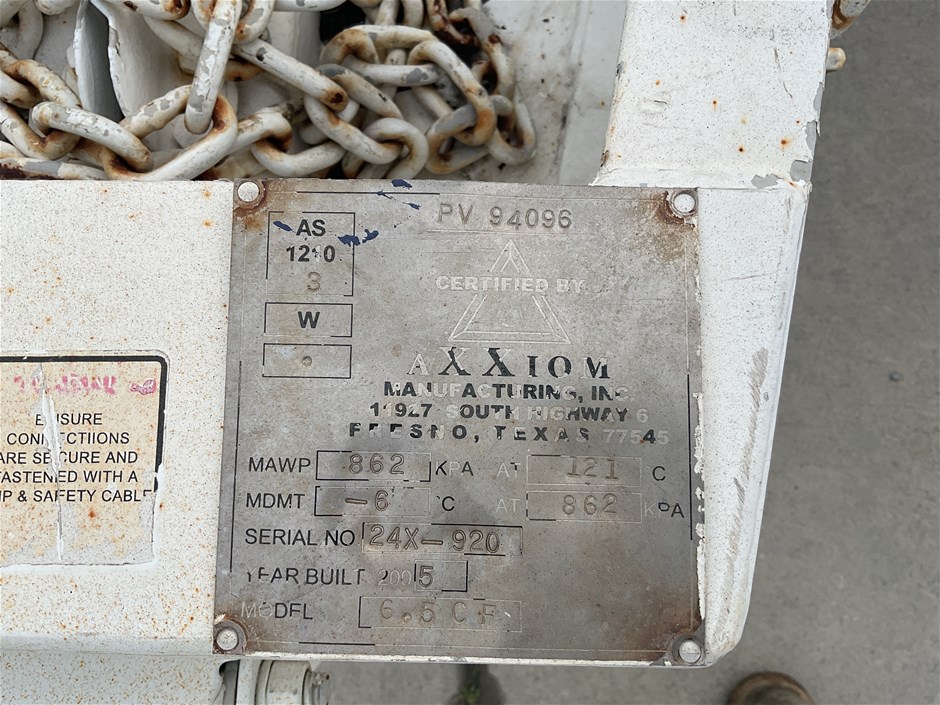 PV 94096
AS
1210
3
W
CERTIFIED BY
AXXIOM
MANUFACTURING, INC.
11927 SOUTH HIGHWAY 6
FRESNO, TEXAS 77545
MAWP 862 KPA AT 121 C
MDMT -6 °C AT 862 KPA
SERIAL NO 24X-920
YEAR BUILT 2005
MODEL 6.5 CF
ENSURE
CONNECTIIONS
ARE SECURE AND
FASTENED WITH A
& SAFETY CABLE